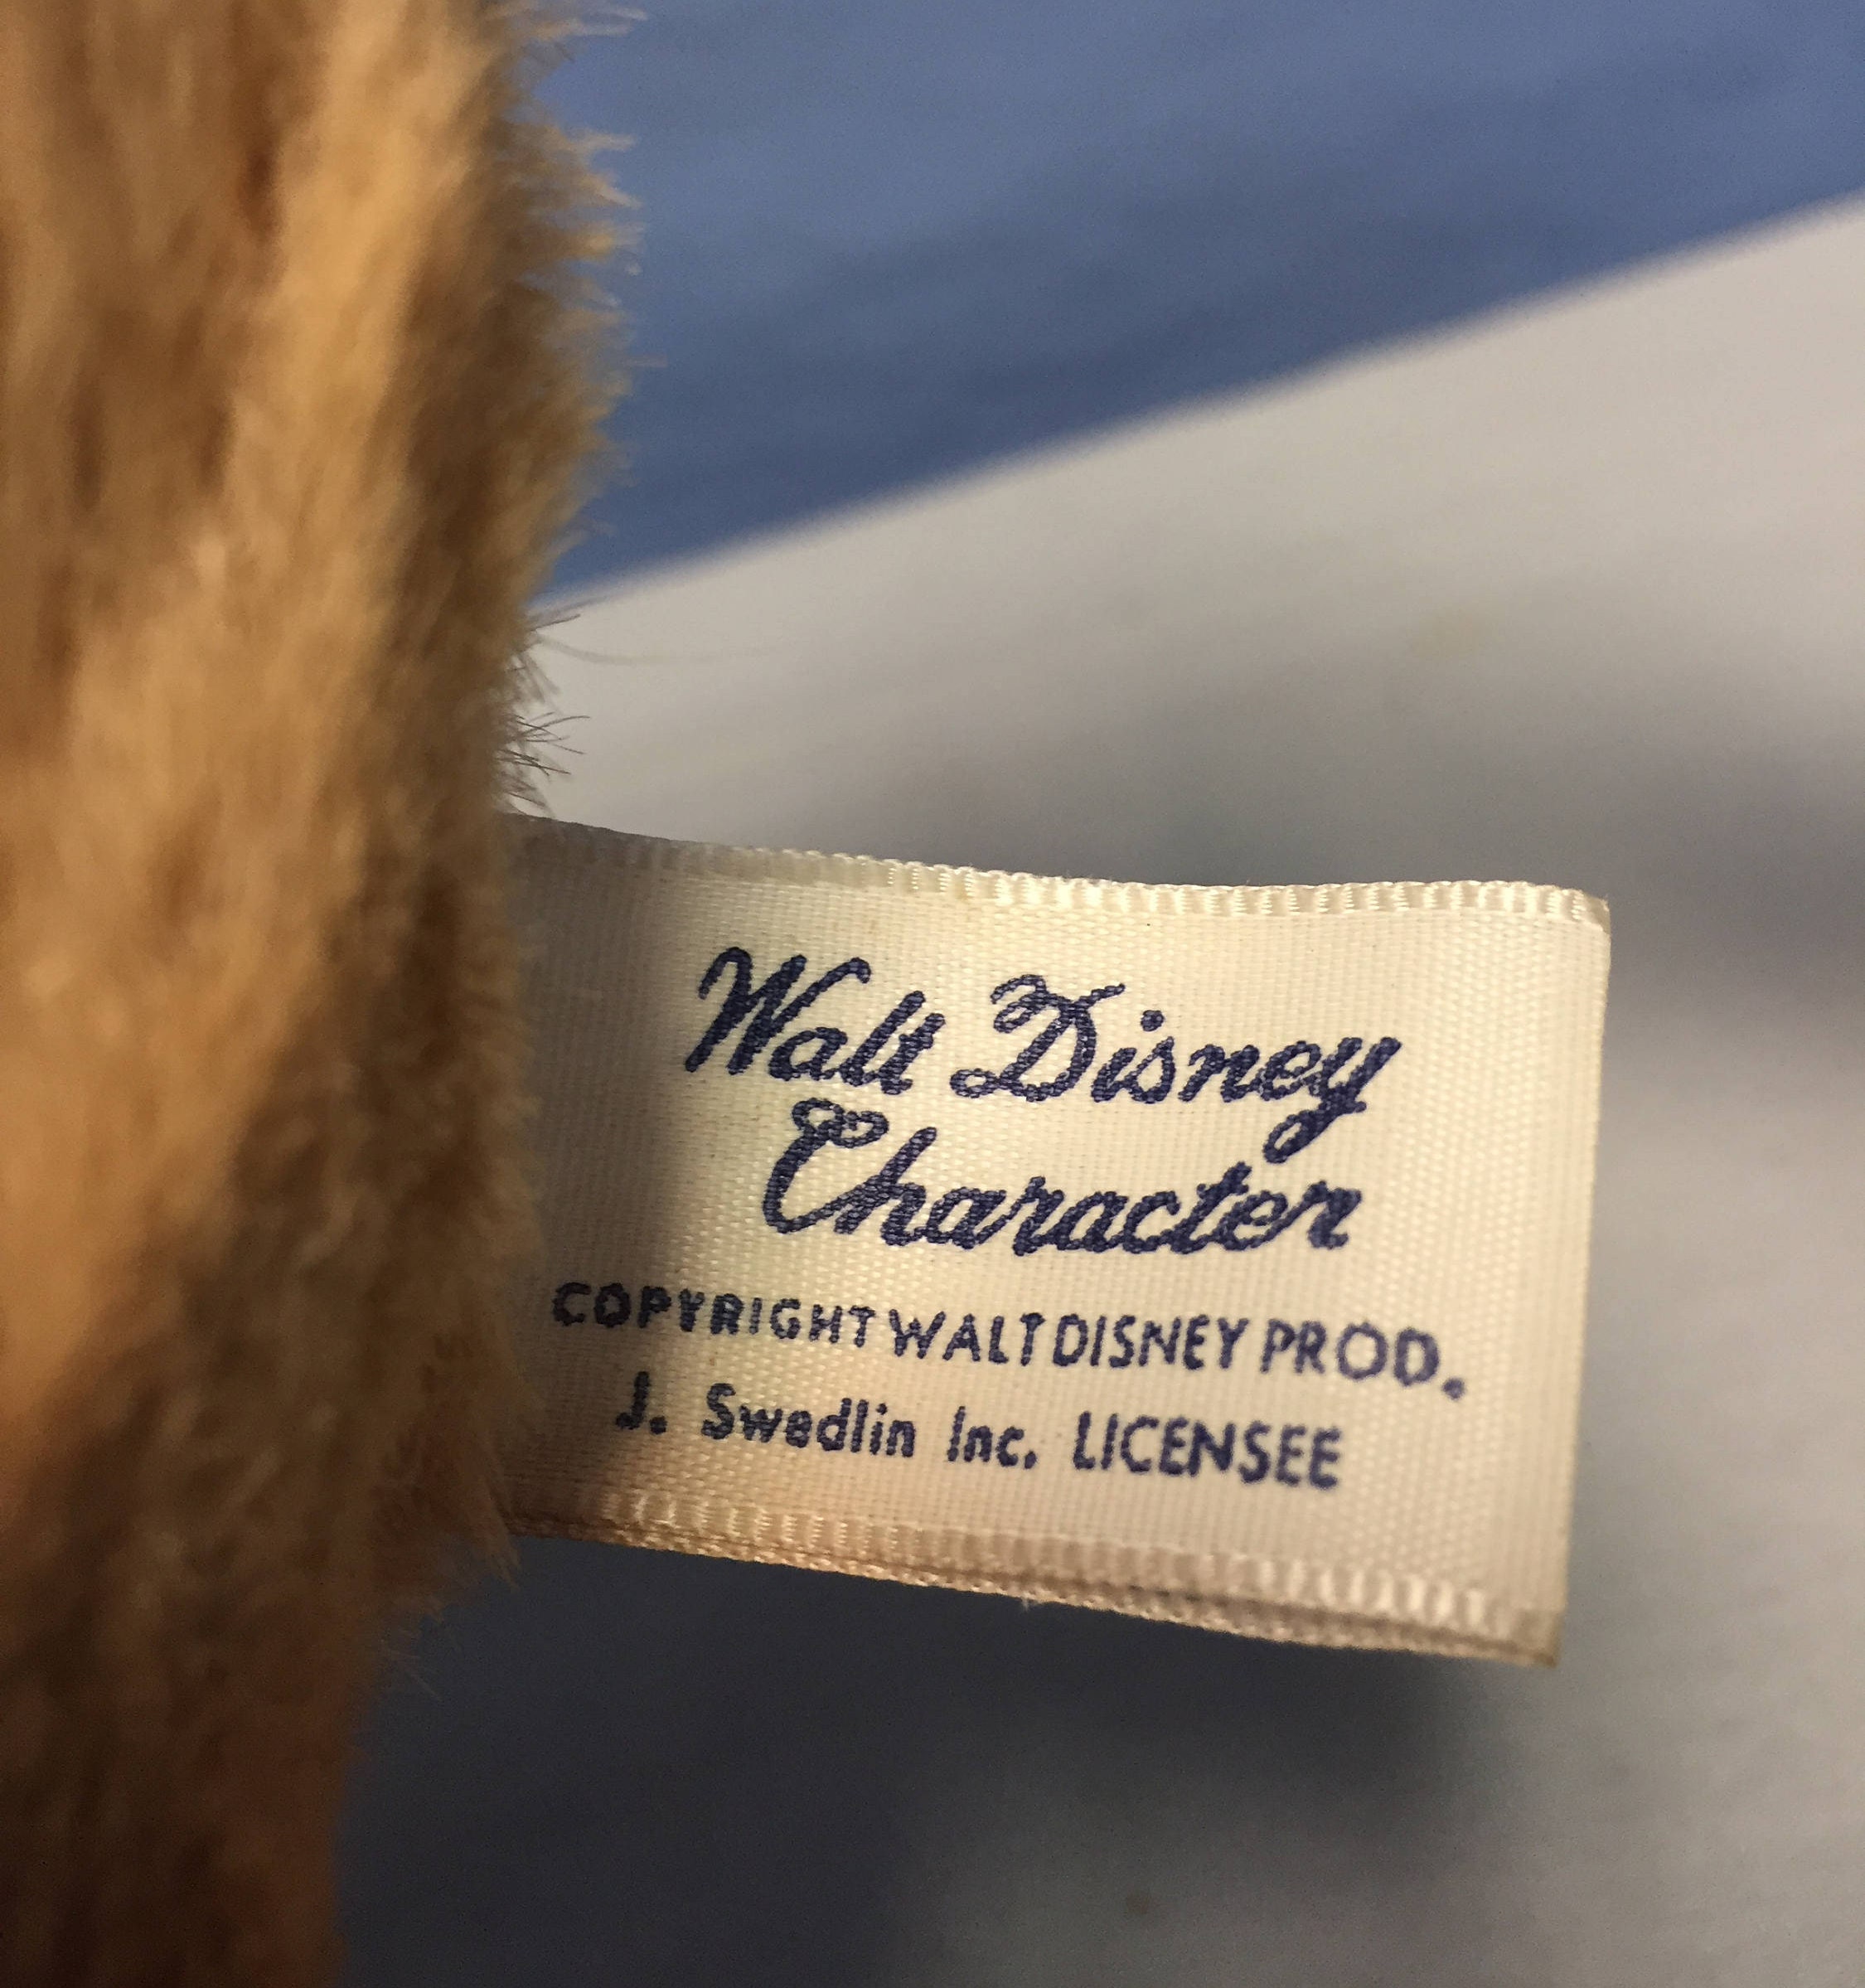 Walt Disney
Character
COPYRIGHT WALT DISNEY PROD.
J. Swedlin Inc. LICENSEE